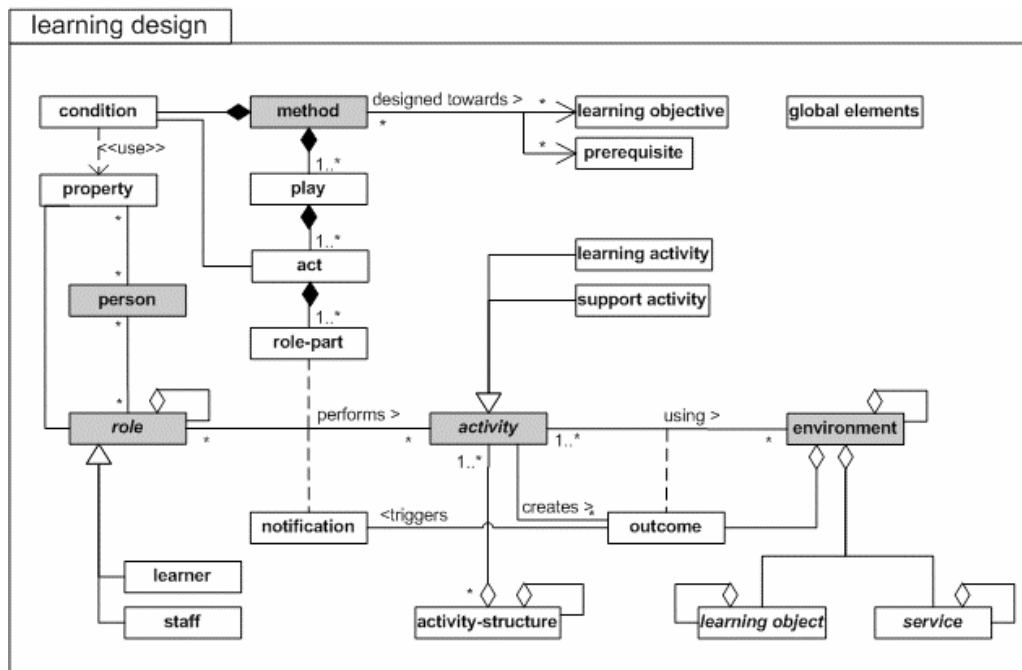 learning design
condition
method
designed towards >
*
*
learning objective
global elements
<<use>>
*
prerequisite
1..*
property
play
*
1..*
act
learning activity
*
person
support activity
*
1..*
role-part
*
role
performs >
activity
using >
environment
*
*
1..*
*
1..*
creates >
*
notification
<triggers
outcome
learner
*
staff
activity-structure
learning object
service